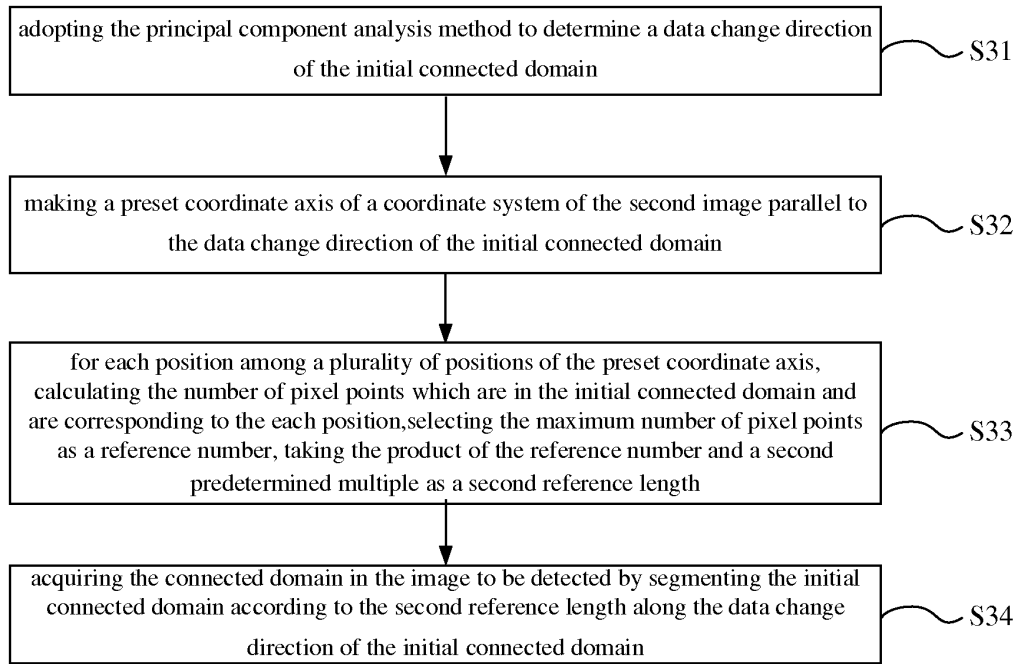 adopting the principal component analysis method to determine a data change direction
of the initial connected domain
S31
making a preset coordinate axis of a coordinate system of the second image parallel to
the data change direction of the initial connected domain
S32
for each position among a plurality of positions of the preset coordinate axis,
calculating the number of pixel points which are in the initial connected domain and
are corresponding to the each position,selecting the maximum number of pixel points
as a reference number, taking the product of the reference number and a second
predetermined multiple as a second reference length
S33
acquiring the connected domain in the image to be detected by segmenting the initial
connected domain according to the second reference length along the data change
direction of the initial connected domain
S34